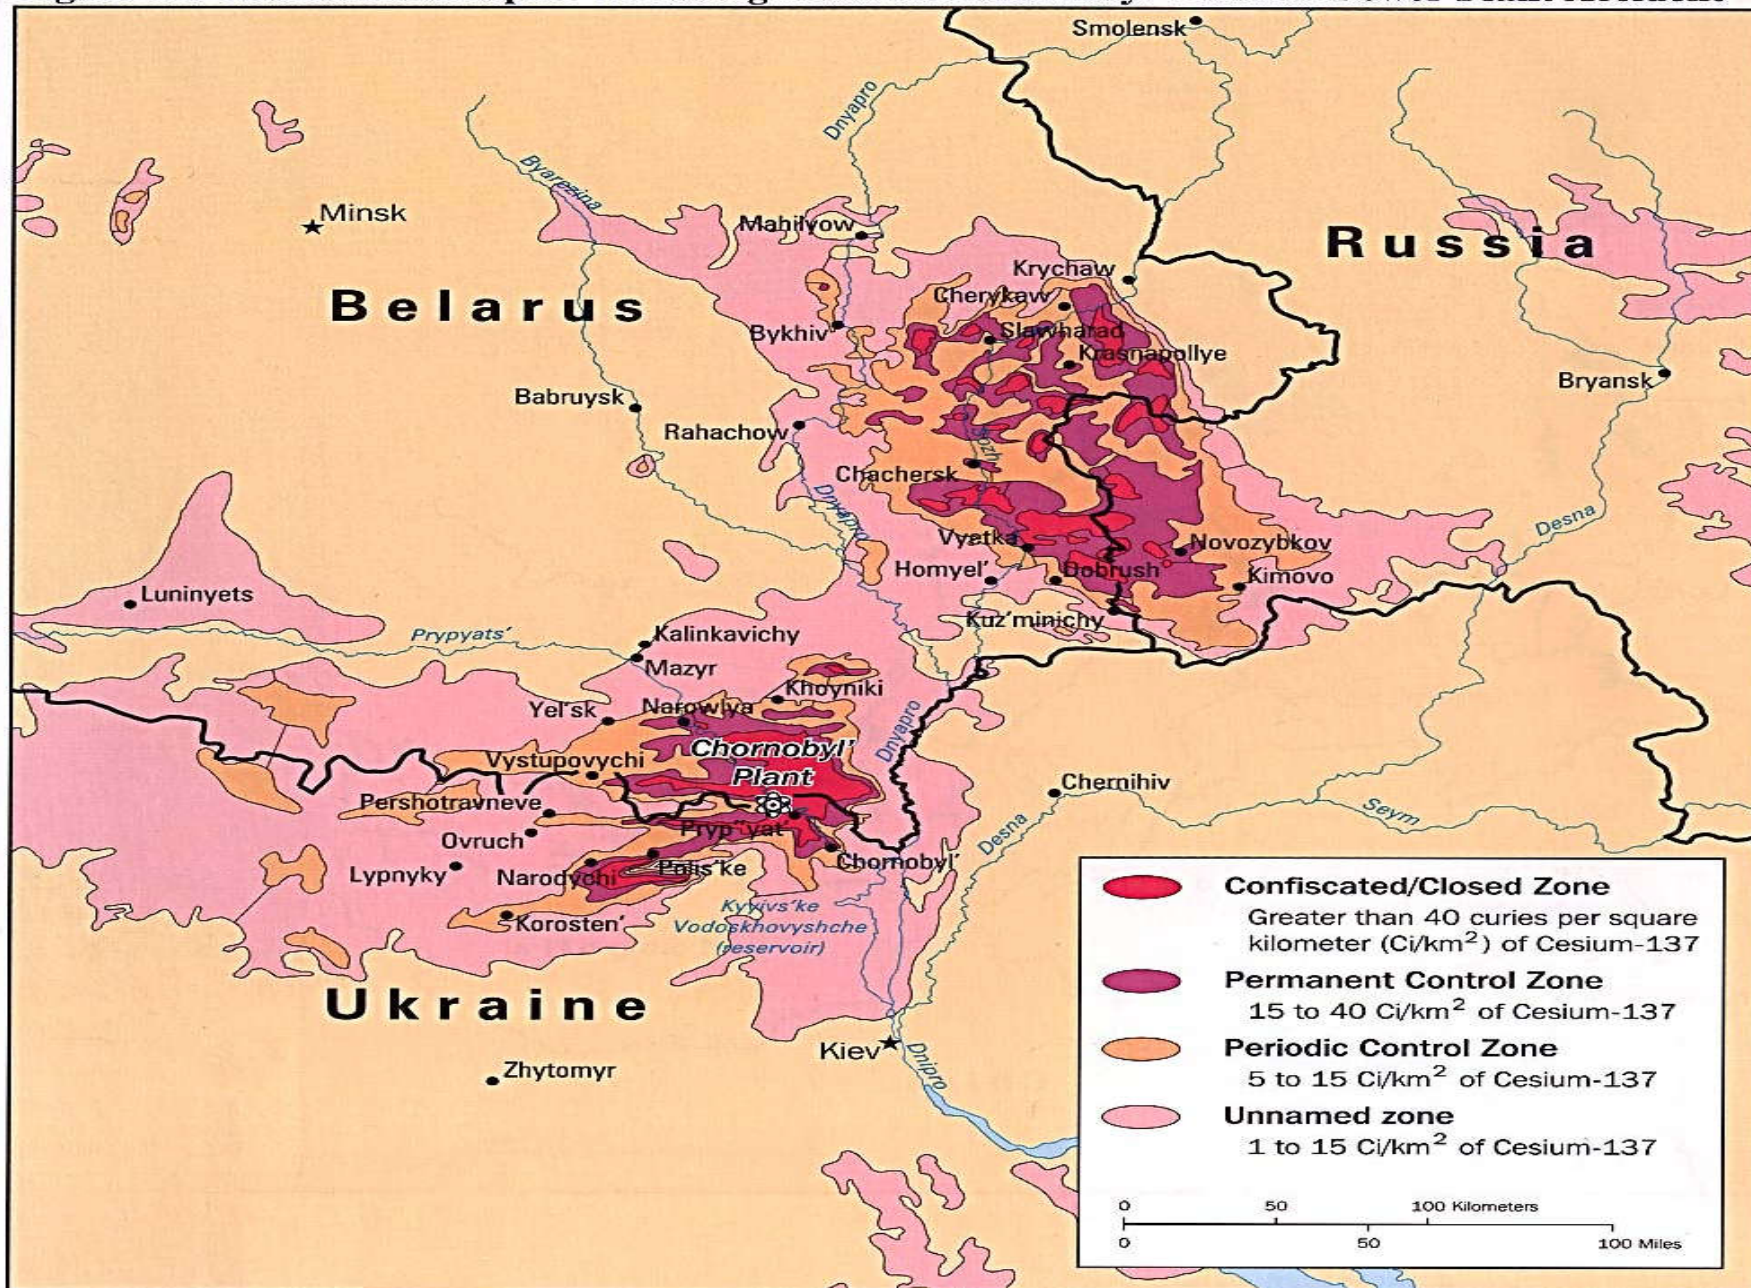 Smolensk
Dnyapro
Byarezina
Minsk
Mahilyow
Russia
Krychaw
Cherykaw
Belarus
Bykhiv
Slawharad
Krasnapollye
Bryansk
Babruysk
Rahachow
Sozh
Chachersk
Dnyapro
Desna
Vyetka
Novozybkov
Homyel'
Dobrush
Kimovo
Luninyets
Kuz'minichy
Prypyats'
Kalinkavichy
Mazyr
Khoyniki
Yel'sk
Narowlya
Dnyapro
Chornobyl'
Plant
Vystupovychi
Chernihiv
Pershotravneve
Seym
Pryp"yat'
Desna
Ovruch
Chornobyl'
Lypnyky
Narodychi
Polis'ke
Kyyivs'ke
Vodoskhovyshche
(reservoir)
Korosten'
Ukraine
Kiev
Dnipro
Zhytomyr
Confiscated/Closed Zone
Greater than 40 curies per square
kilometer (Ci/km²) of Cesium-137
Permanent Control Zone
15 to 40 Ci/km² of Cesium-137
Periodic Control Zone
5 to 15 Ci/km² of Cesium-137
Unnamed zone
1 to 15 Ci/km² of Cesium-137
0 50 100 Kilometers
0 50 100 Miles